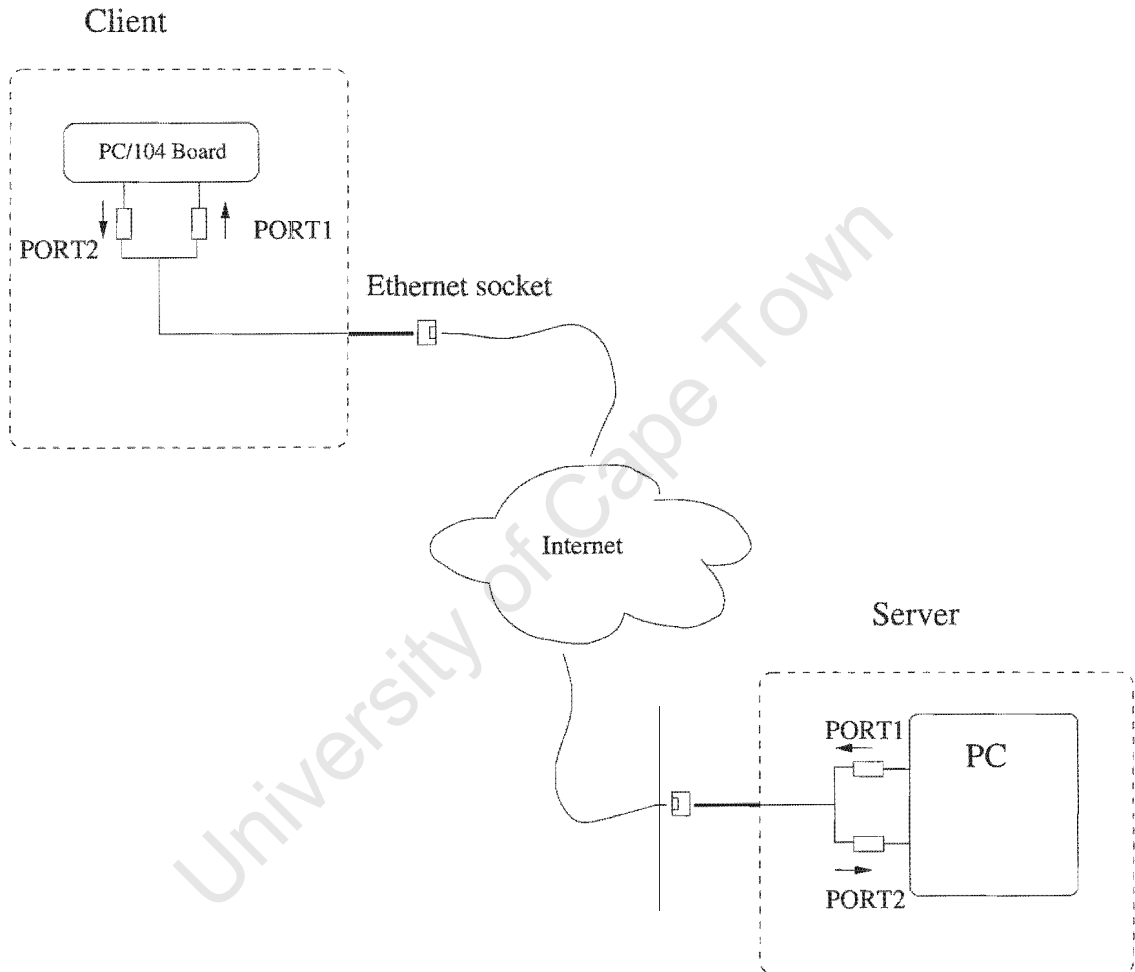 Client
PC/104 Board
PORT2
PORT1
Ethernet socket
Internet
Server
PORT1
PC
PORT2
University of Cape Town